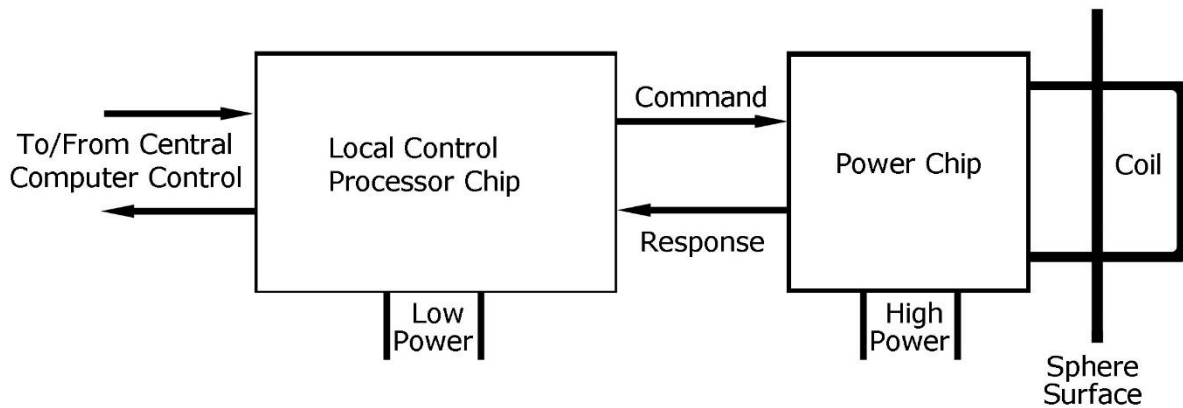 To/From Central
Computer Control
Local Control
Processor Chip
Low
Power
Command
Response
Power Chip
High
Power
Coil
Sphere
Surface